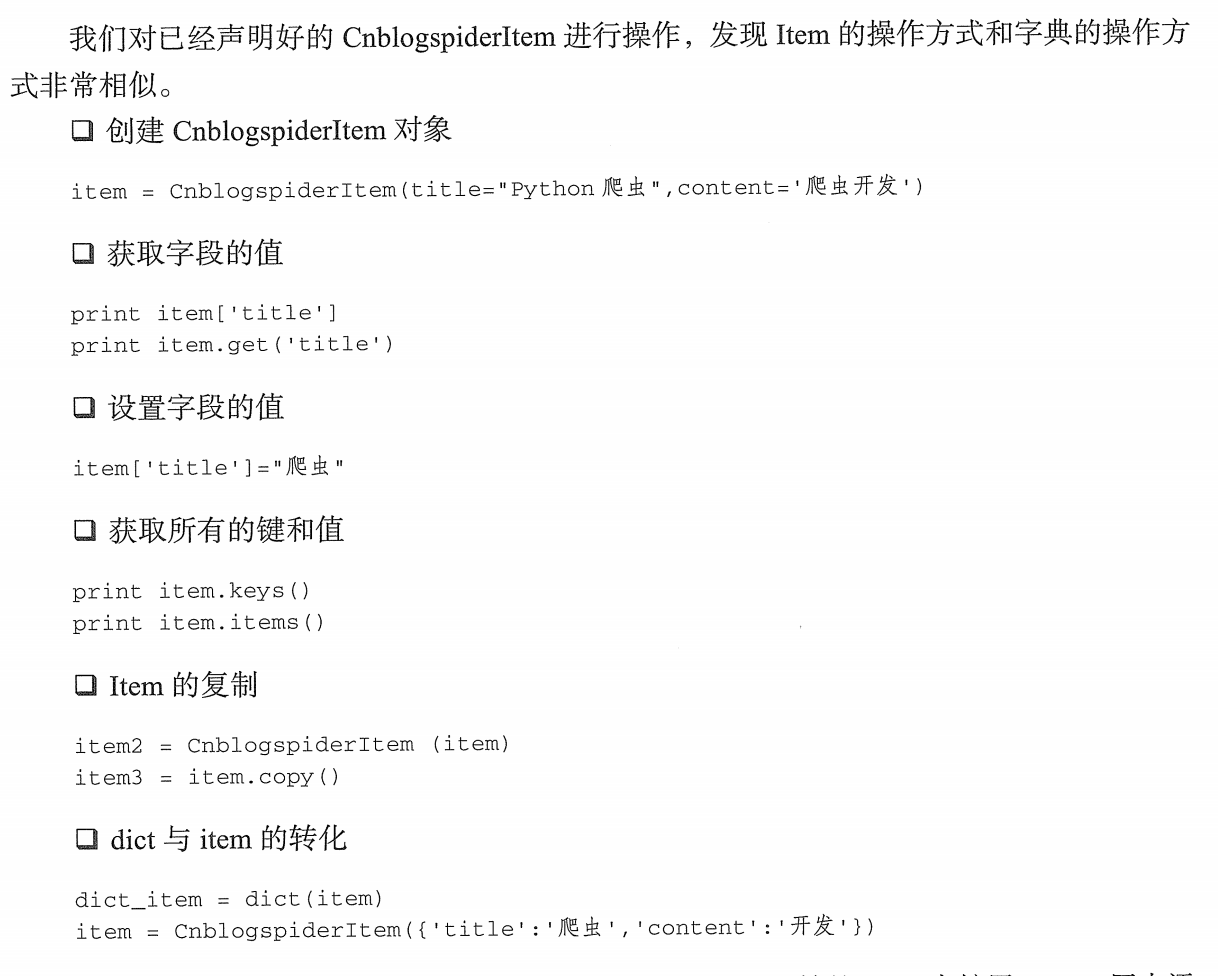 我们对已经声明好的 CnblogspiderItem 进行操作，发现 Item 的操作方式和字典的操作方
式非常相似。
❑ 创建 CnblogspiderItem 对象
item = CnblogspiderItem(title="Python 爬虫",content='爬虫开发')
❑ 获取字段的值
print item['title']
print item.get('title')
❑ 设置字段的值
item['title']="爬虫"
❑ 获取所有的键和值
print item.keys()
print item.items()
❑ Item 的复制
item2 = CnblogspiderItem (item)
item3 = item.copy()
❑ dict 与 item 的转化
dict_item = dict(item)
item = CnblogspiderItem({'title':'爬虫','content':'开发'})